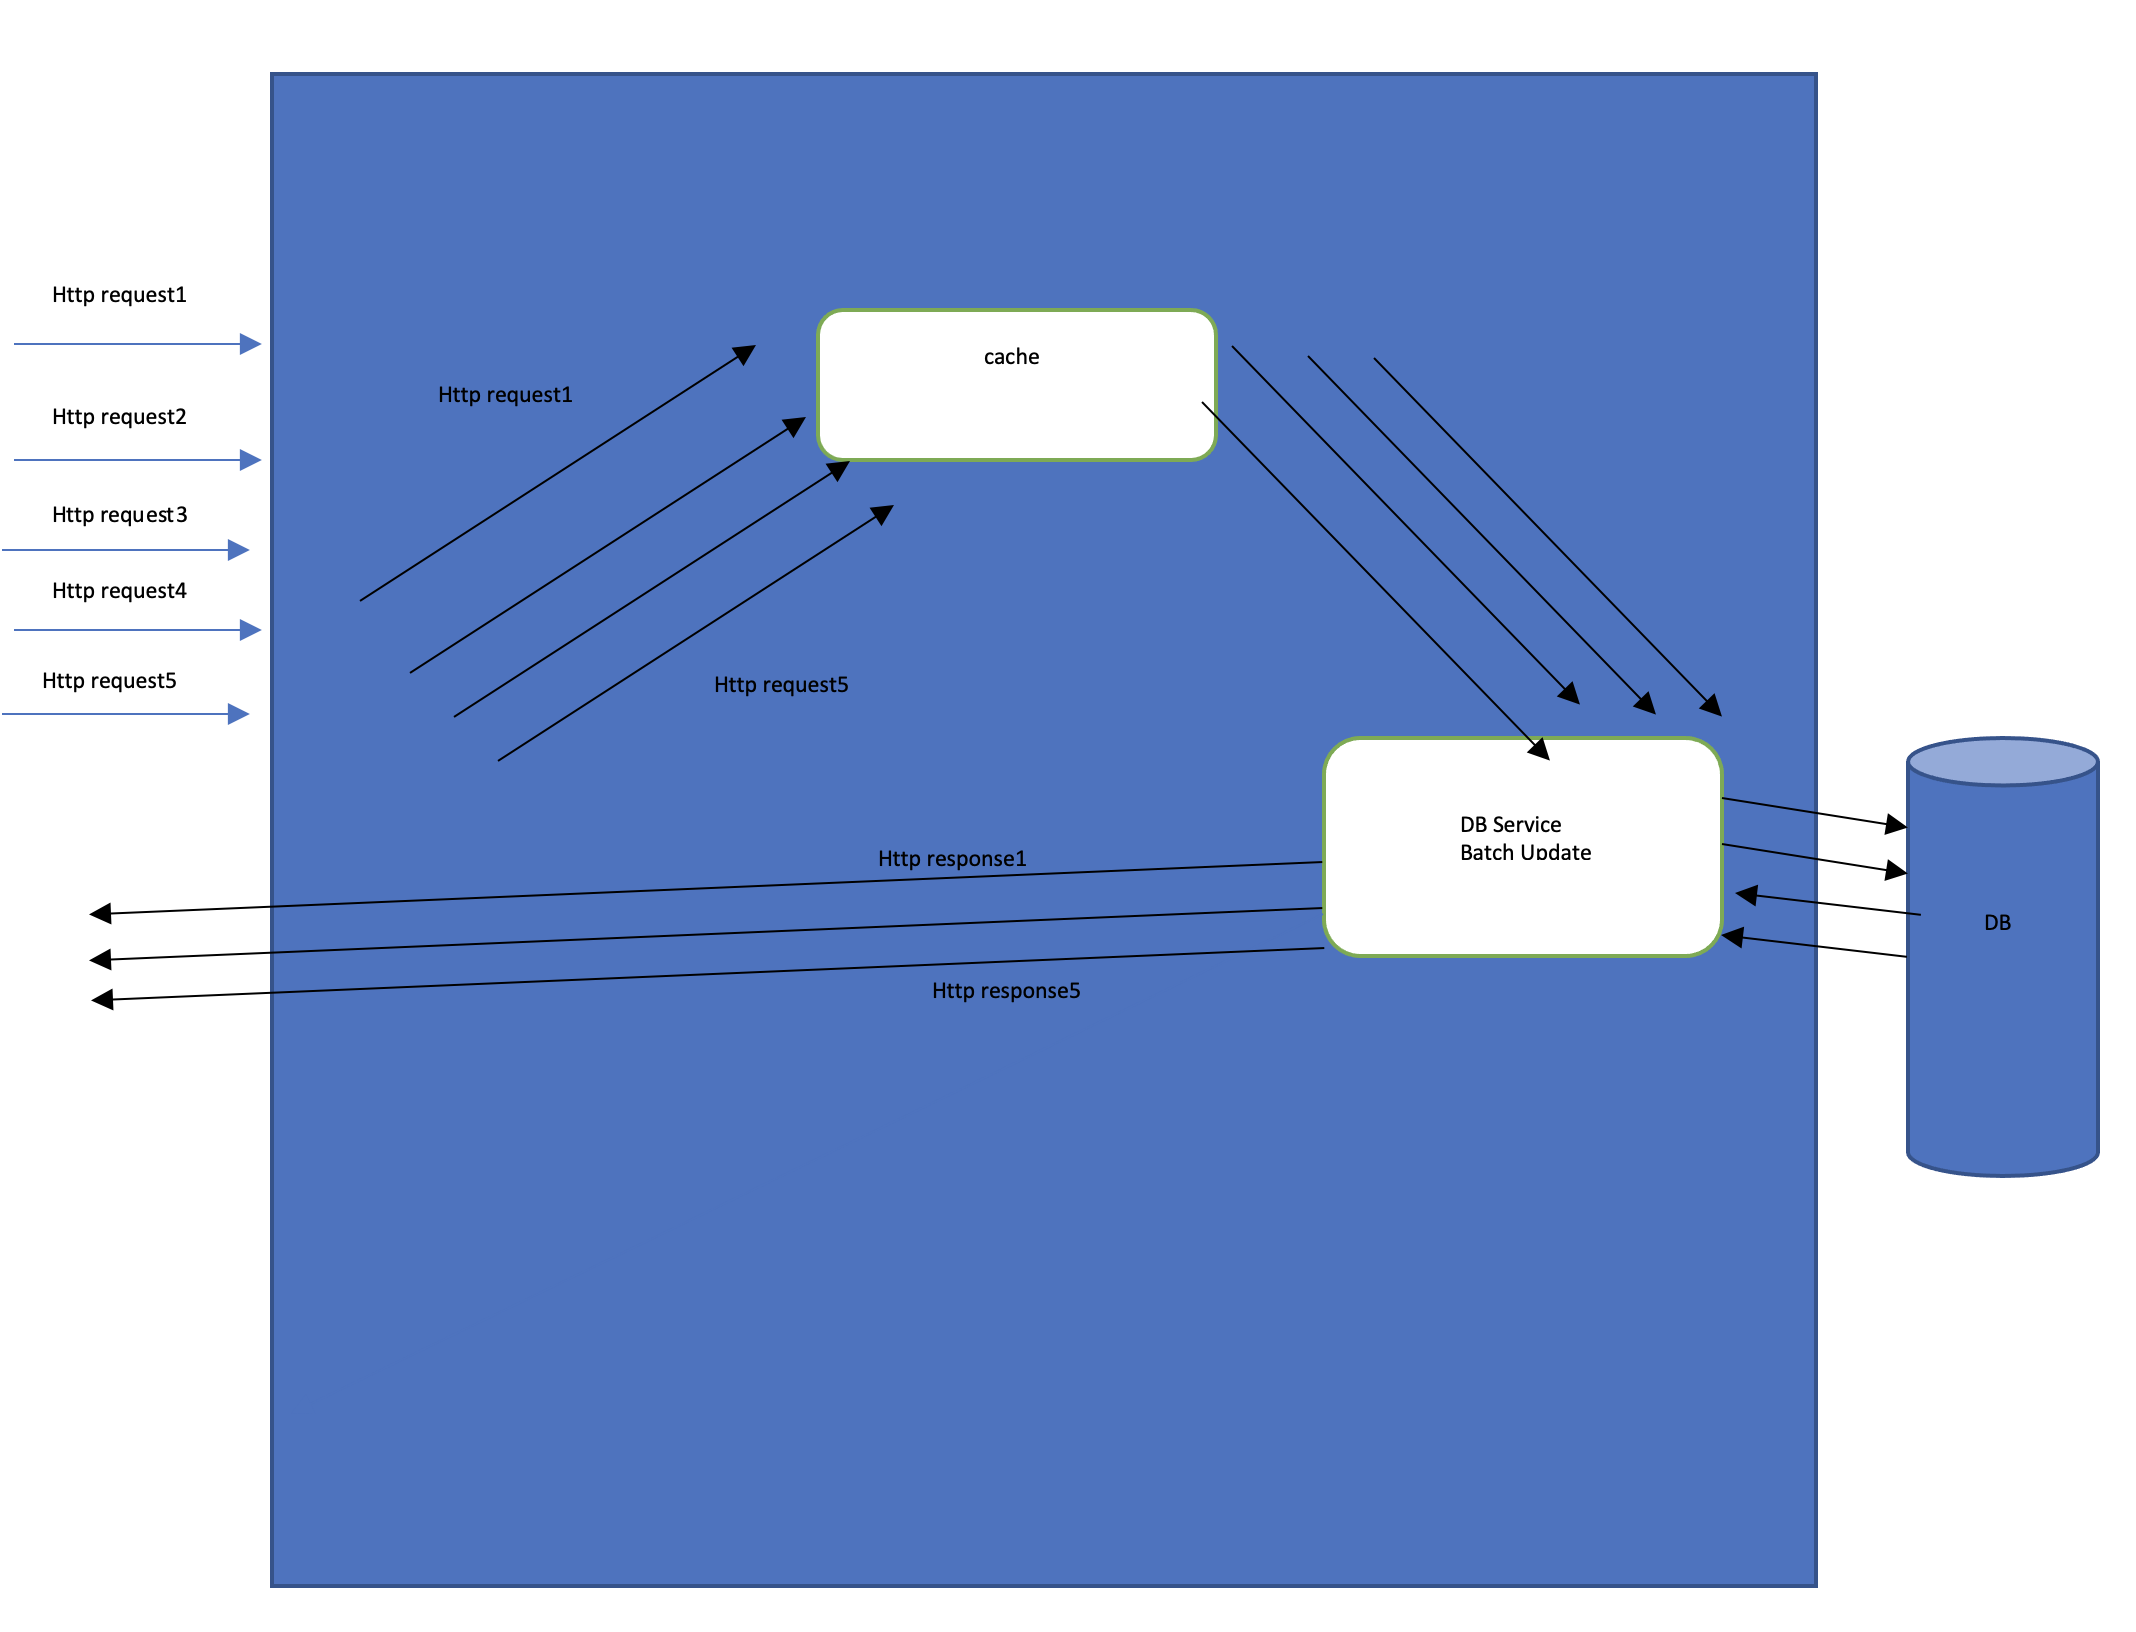 Http request1
Http request2
Http request3
Http request4
Http request5
Http request1
cache
Http request5
DB Service
Batch Update
Http response1
Http response5
DB